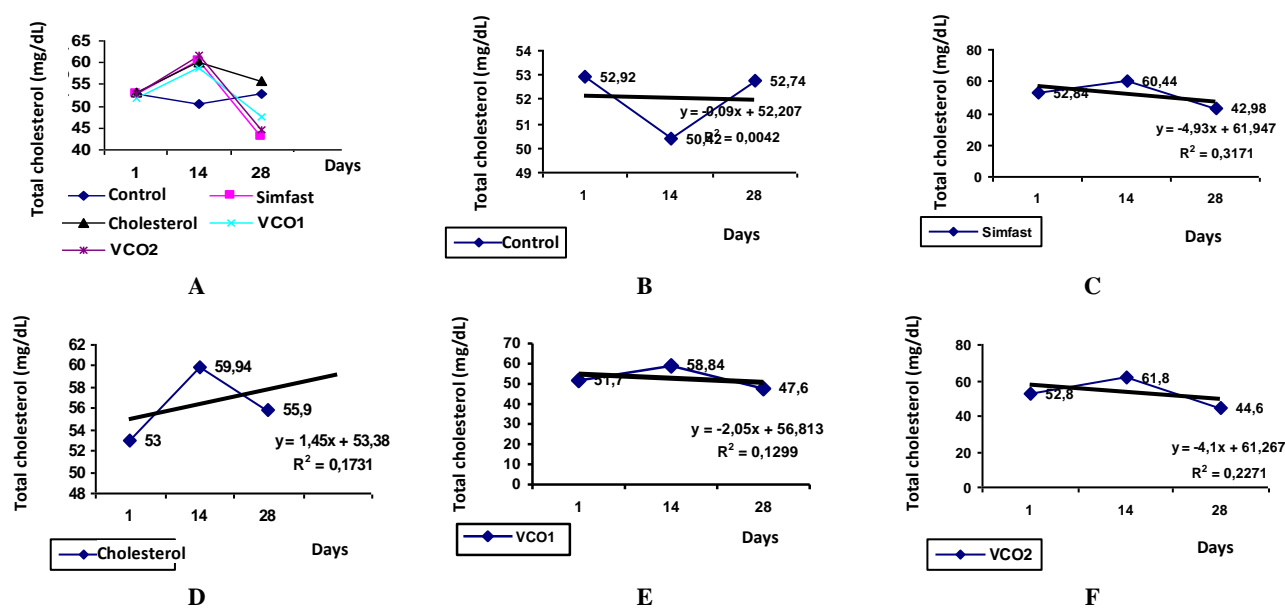 Total cholesterol (mg/dL)
65
60
55
50
45
40
1
14
28
Days
Control
Simfast
Cholesterol
VCO1
VCO2
A
Total cholesterol (mg/dL)
54
53
52
51
50
49
52,92
50,42
52,74
y = -0,09x + 52,207
R² = 0,0042
1
14
28
Days
Control
B
Total cholesterol (mg/dL)
80
60
40
20
0
52,84
60,44
42,98
y = -4,93x + 61,947
R² = 0,3171
1
14
28
Days
Simfast
C
Total cholesterol (mg/dL)
62
60
58
56
54
52
50
48
53
59,94
55,9
y = 1,45x + 53,38
R² = 0,1731
1
14
28
Days
Cholesterol
D
Total cholesterol (mg/dL)
70
60
50
40
30
20
10
0
51,7
58,84
47,6
y = -2,05x + 56,813
R² = 0,1299
1
14
28
Days
VCO1
E
Total cholesterol (mg/dL)
80
60
40
20
0
52,8
61,8
44,6
y = -4,1x + 61,267
R² = 0,2271
1
14
28
Days
VCO2
F